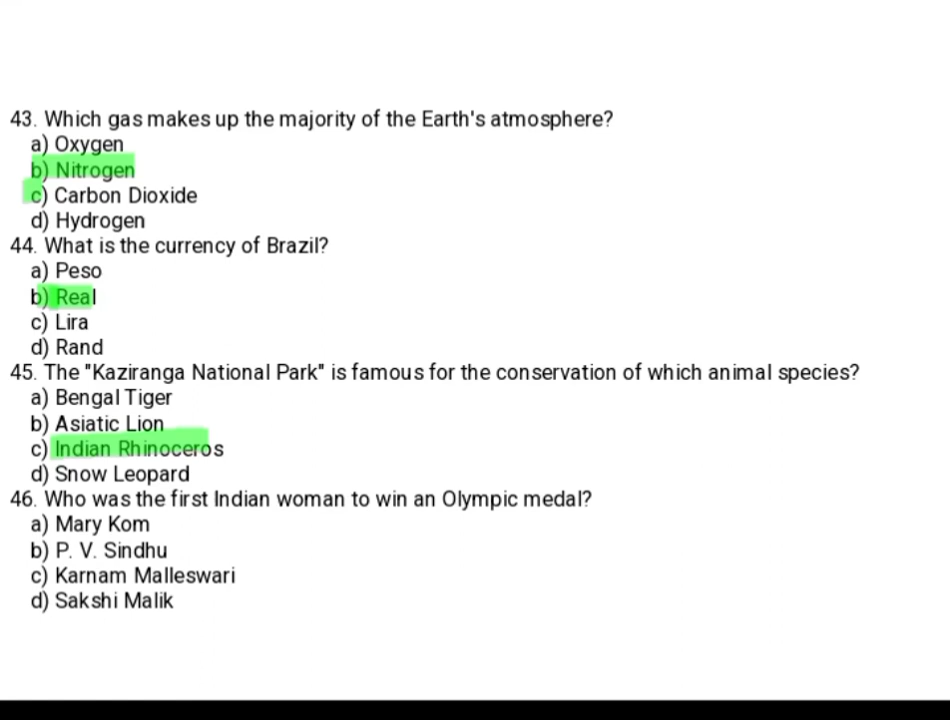 43. Which gas makes up the majority of the Earth's atmosphere?
a) Oxygen
b) Nitrogen
c) Carbon Dioxide
d) Hydrogen
44. What is the currency of Brazil?
a) Peso
b) Real
c) Lira
d) Rand
45. The "Kaziranga National Park" is famous for the conservation of which animal species?
a) Bengal Tiger
b) Asiatic Lion
c) Indian Rhinoceros
d) Snow Leopard
46. Who was the first Indian woman to win an Olympic medal?
a) Mary Kom
b) P. V. Sindhu
c) Karnam Malleswari
d) Sakshi Malik